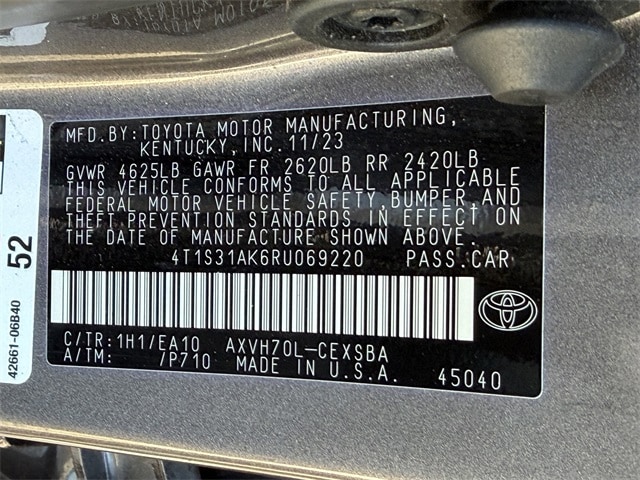 MFD.BY:TOYOTA MOTOR MANUFACTURING,
KENTUCKY,INC.11/23
GVWR 4625LB GAWR FR 2620LB RR 2420LB
THIS VEHICLE CONFORMS TO ALL APPLICABLE
FEDERAL MOTOR VEHICLE SAFETY,BUMPER,AND
THEFT PREVENTION STANDARDS IN EFFECT ON
THE DATE OF MANUFACTURE SHOWN ABOVE.
4T1S31AK6RU069220 PASS.CAR
C/TR:1H1/EA10 AXVH70L-CEXSBA
A/TM: /P710 MADE IN U.S.A. 45040
42661-06B40
52